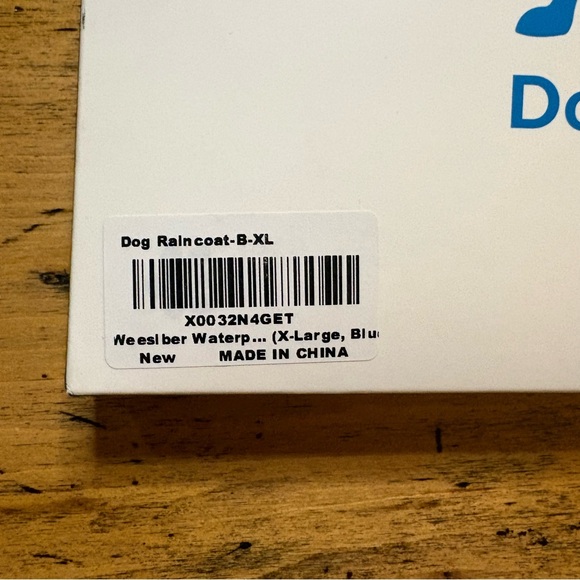 Do
Dog Raincoat-B-XL
X0032N4GET
Weesiber Waterp... (X-Large, Blu
New MADE IN CHINA